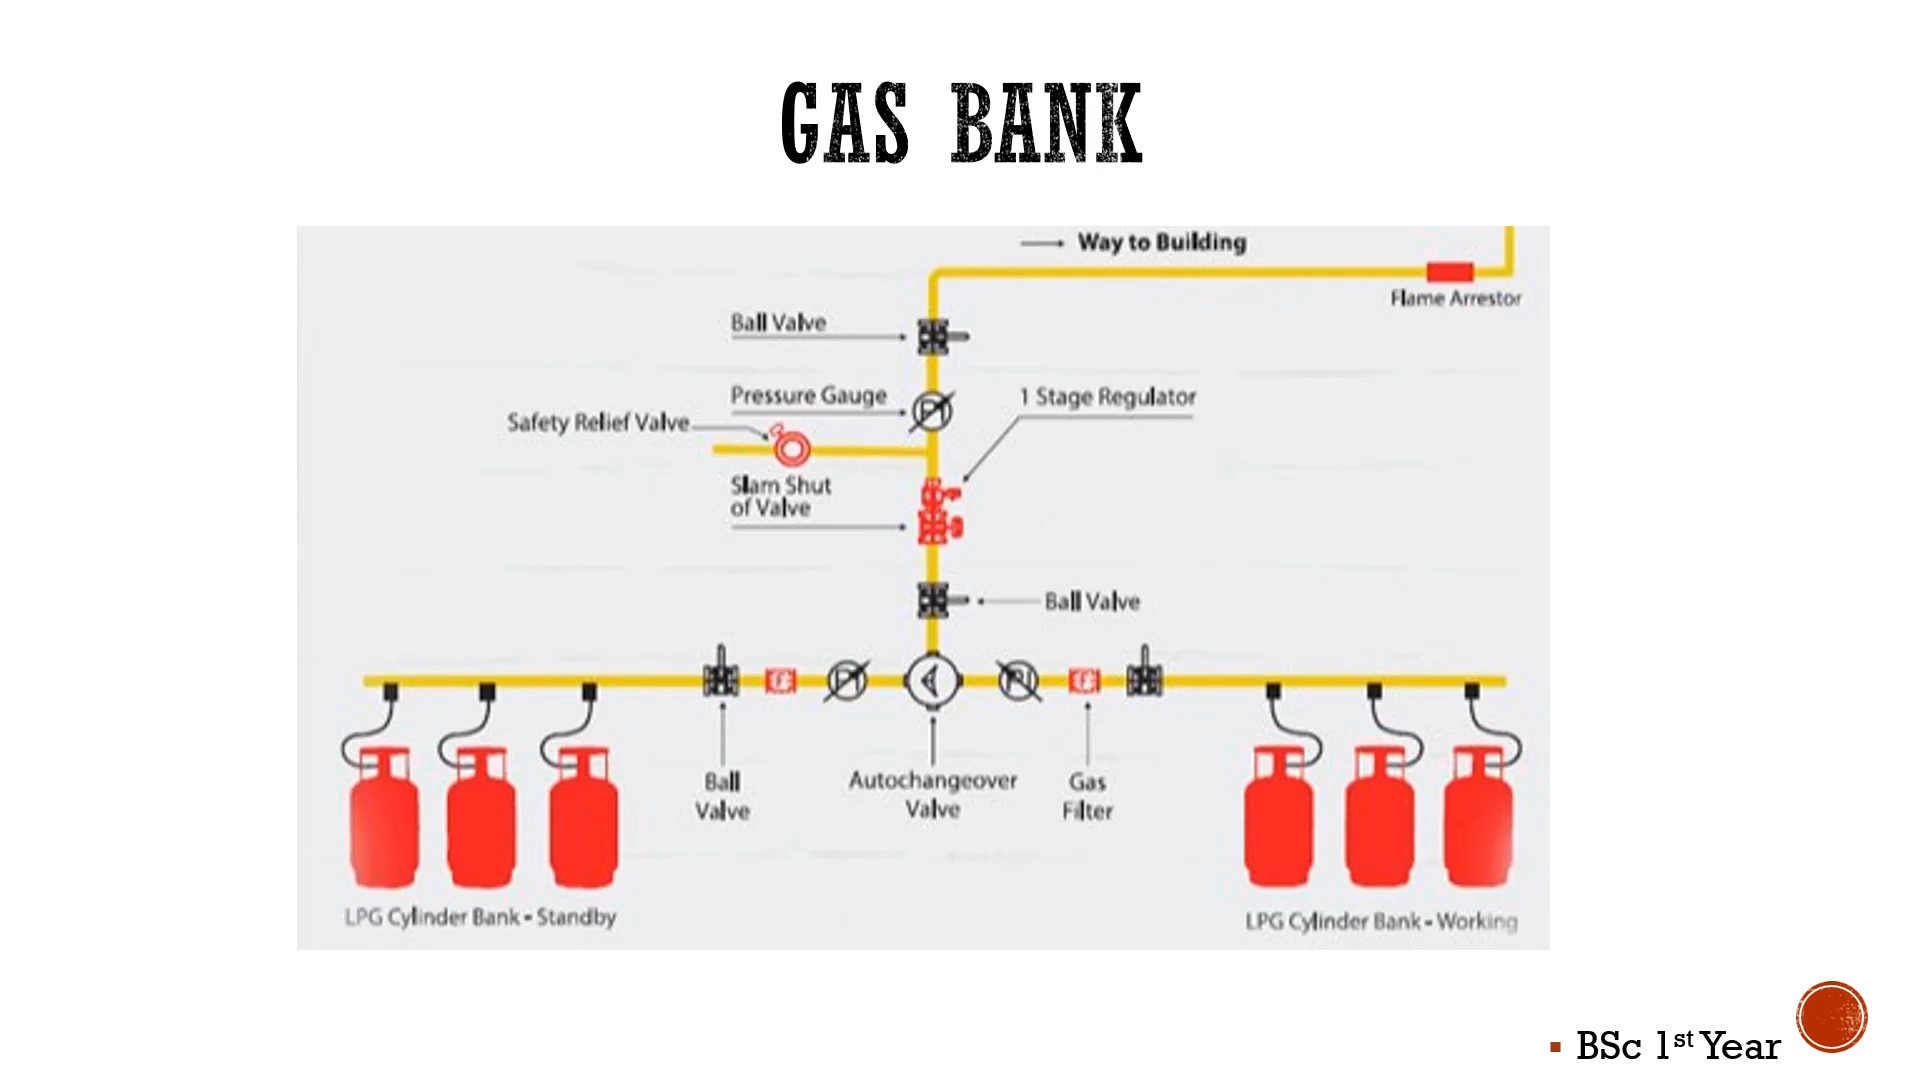 GAS BANK
Way to Building
Flame Arrestor
Ball Valve
Pressure Gauge
1 Stage Regulator
Safety Relief Valve
Slam Shut
of Valve
Ball Valve
Ball
Valve
Autochangeover
Valve
Gas
Filter
LPG Cylinder Bank - Standby
LPG Cylinder Bank - Working
BSc 1st Year